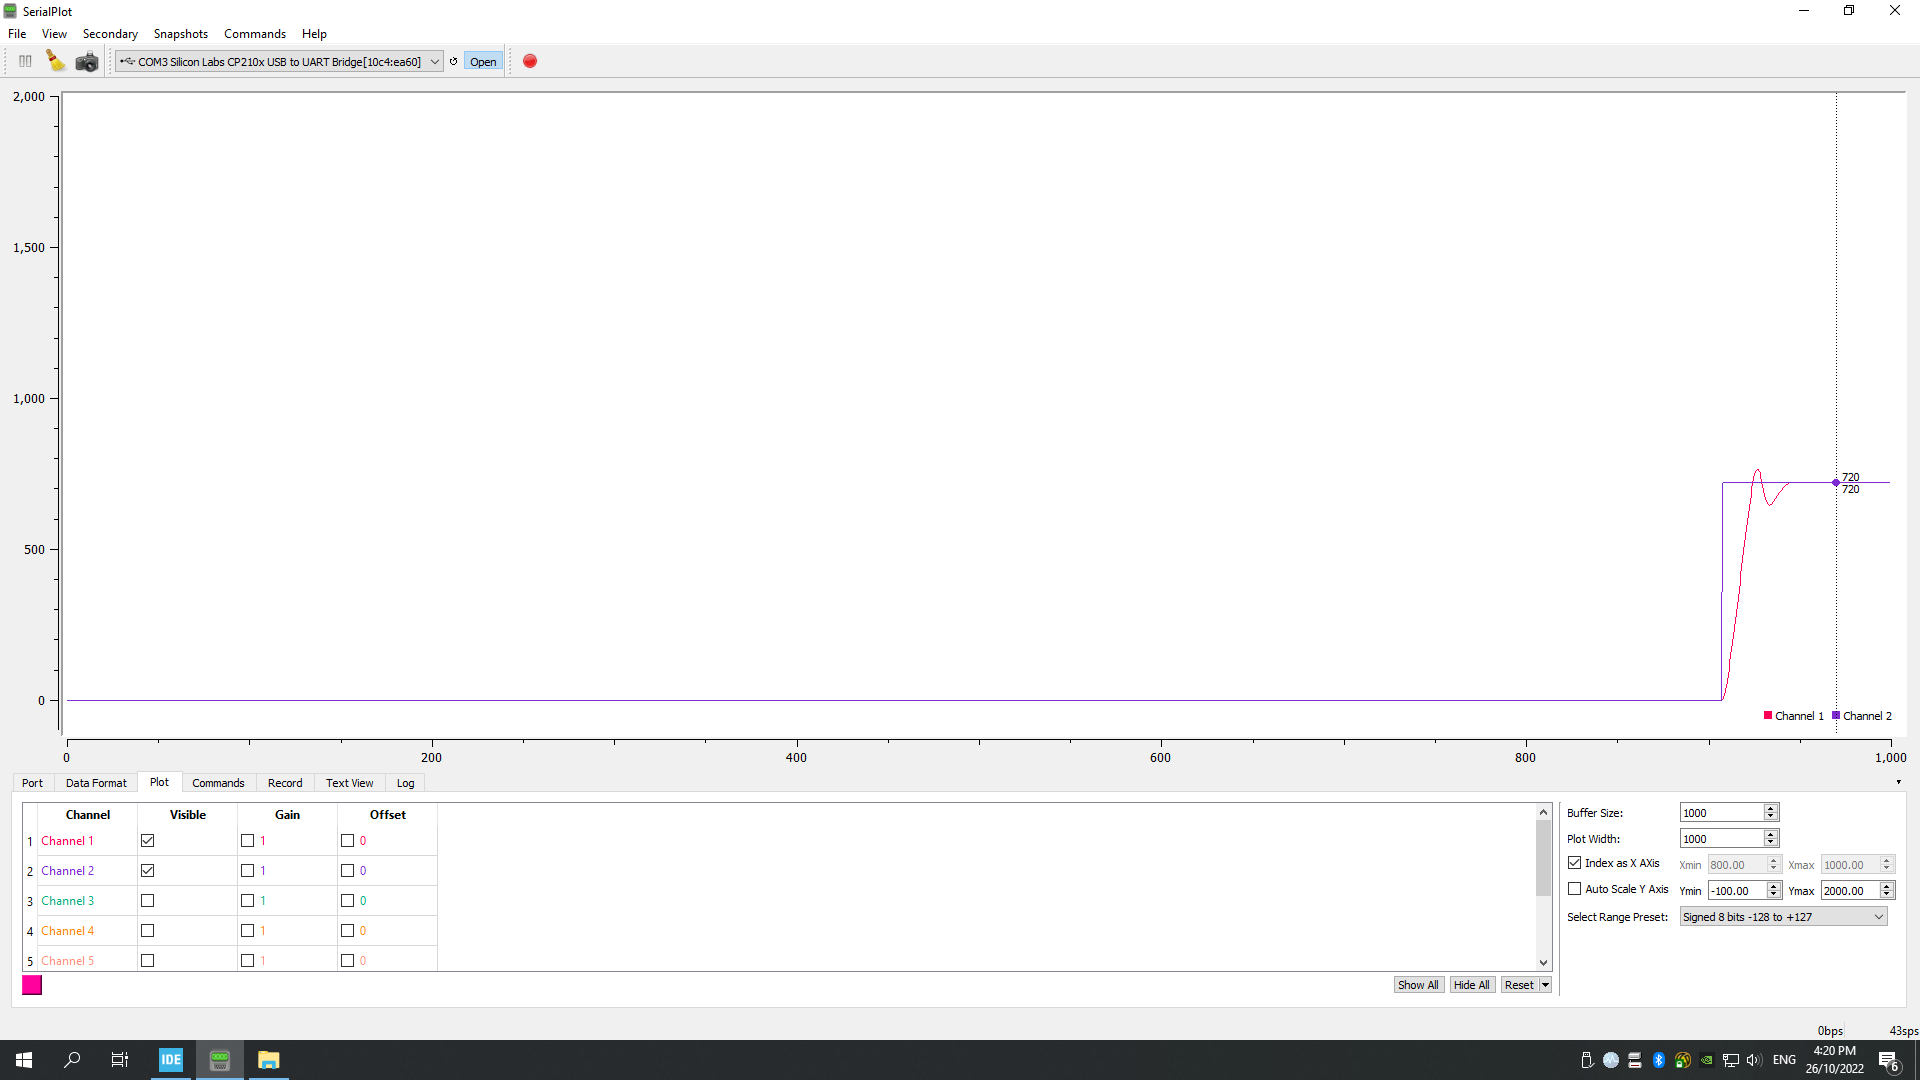 SerialPlot
File View Secondary Snapshots Commands Help
COM3 Silicon Labs CP210x USB to UART Bridge[10c4:ea60] Open
2,000
1,500
1,000
500
0
720
720
Channel 1 Channel 2
0 200 400 600 800 1,000
Port Data Format Plot Commands Record Text View Log
Channel Visible Gain Offset
1 Channel 1 1 0
2 Channel 2 1 0
3 Channel 3 1 0
4 Channel 4 1 0
5 Channel 5 1 0
Show All Hide All Reset
Buffer Size: 1000
Plot Width: 1000
Index as X AXis Xmin 800.00 Xmax 1000.00
Auto Scale Y Axis Ymin -100.00 Ymax 2000.00
Select Range Preset: Signed 8 bits -128 to +127
0bps 43sps
IDE
ENG
4:20 PM
26/10/2022
6